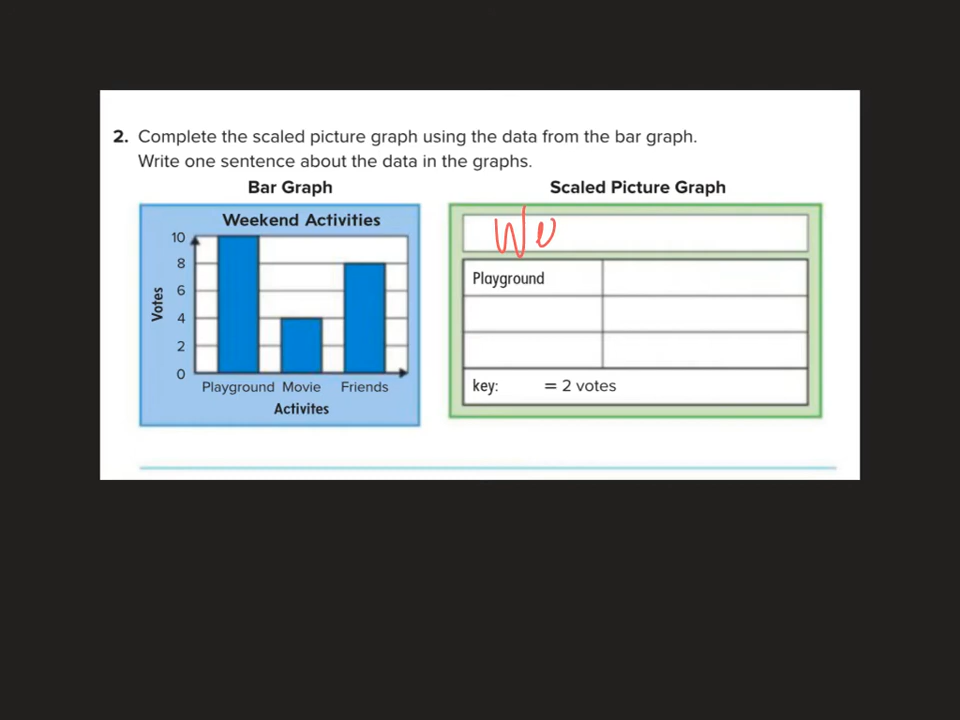 2. Complete the scaled picture graph using the data from the bar graph.
Write one sentence about the data in the graphs.
Bar Graph
Weekend Activities
10
8
6
4
2
0
Votes
Playground Movie Friends
Activites
Scaled Picture Graph
We
Playground
key: = 2 votes